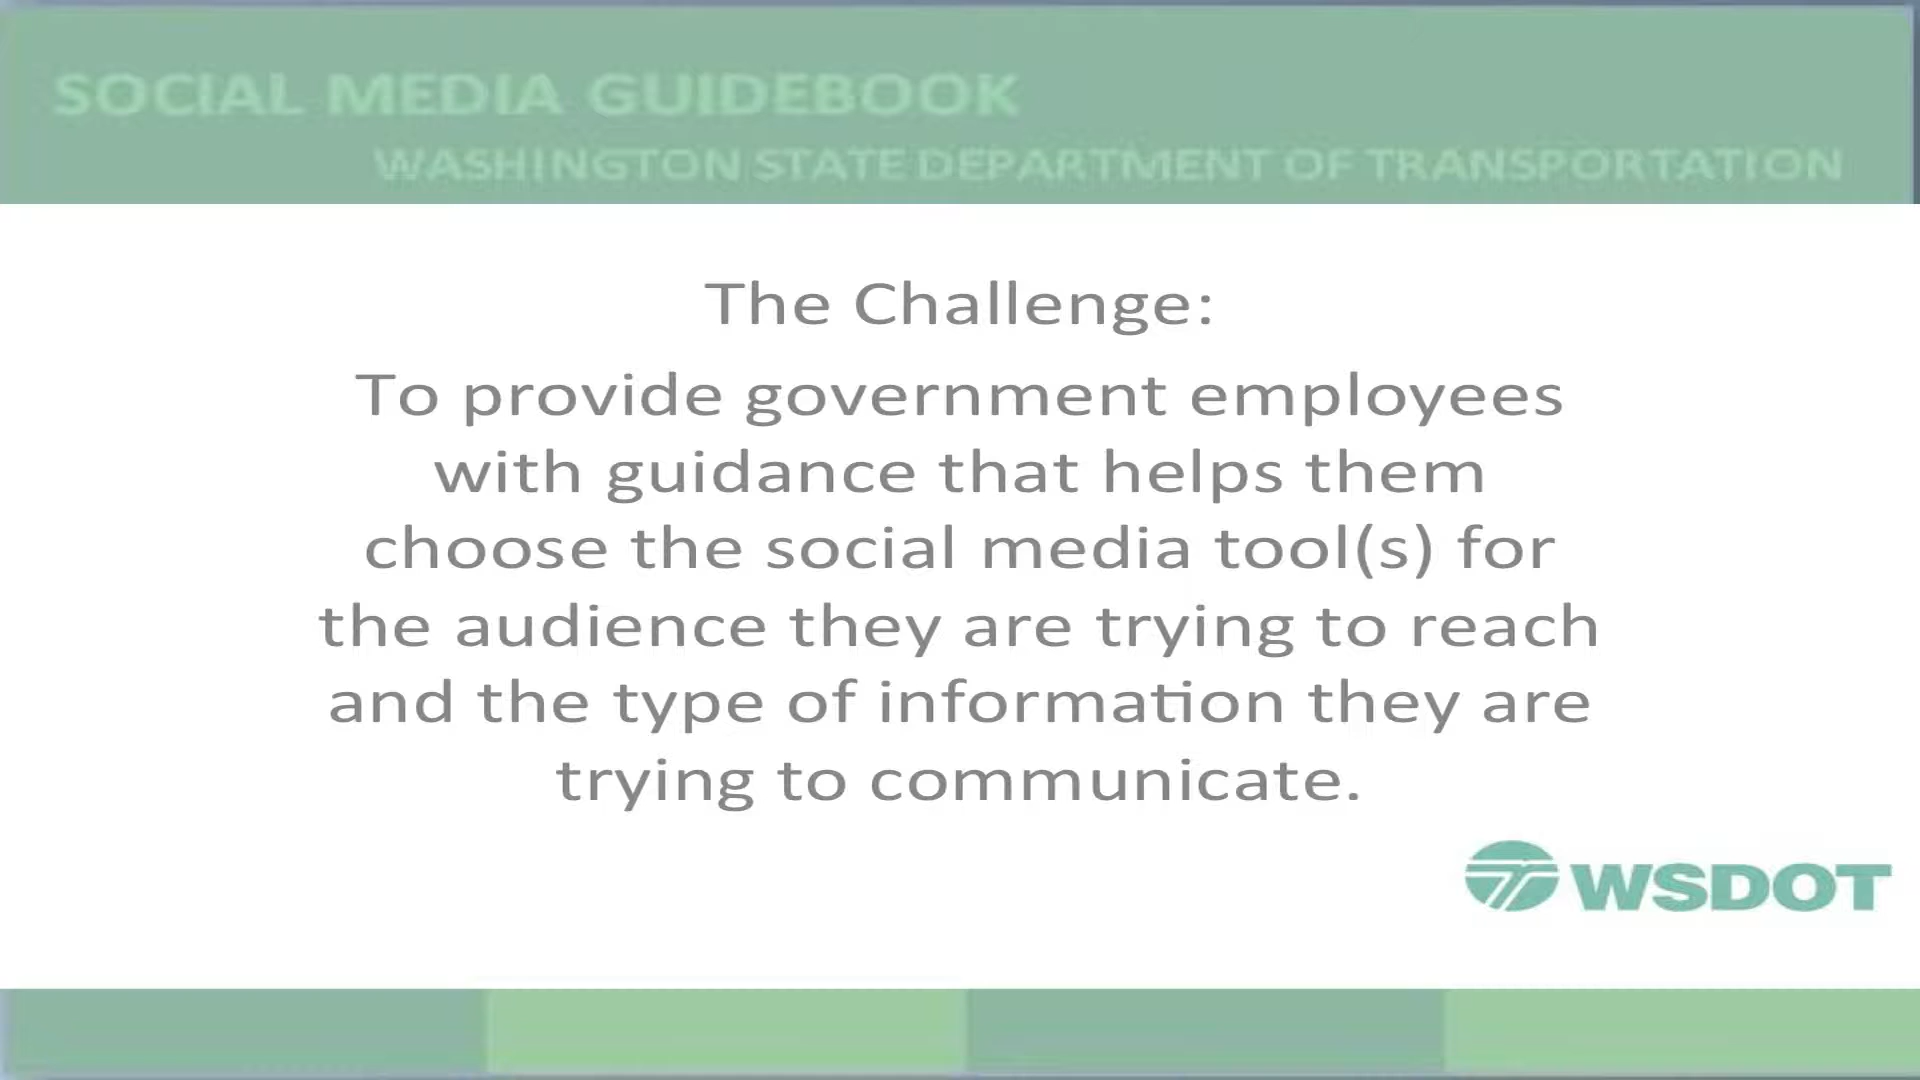 SOCIAL MEDIA GUIDEBOOK
WASHINGTON STATE DEPARTMENT OF TRANSPORTATION
The Challenge:
To provide government employees
with guidance that helps them
choose the social media tool(s) for
the audience they are trying to reach
and the type of information they are
trying to communicate.
WSDOT